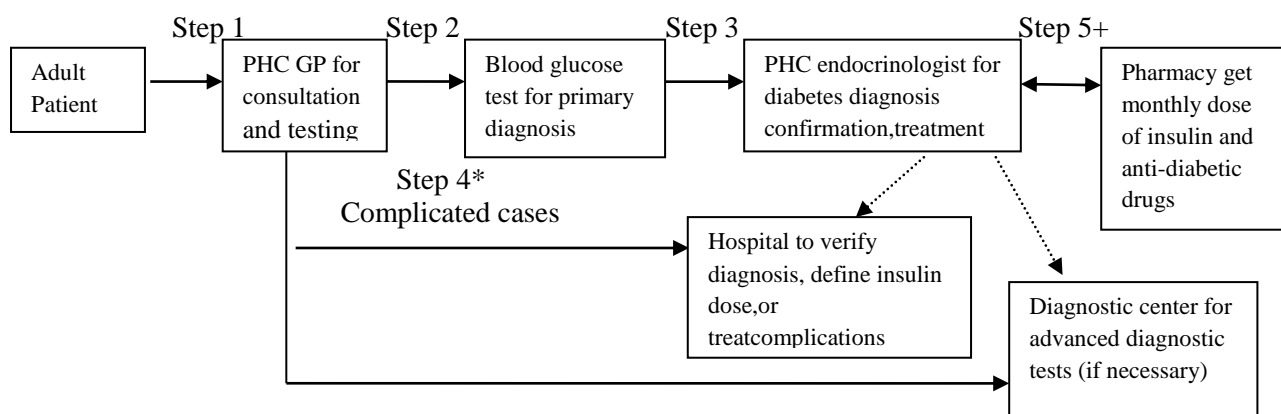 Step 1
Step 2
Step 3
Step 5+
Adult
Patient
PHC GP for
consultation
and testing
Blood glucose
test for primary
diagnosis
PHC endocrinologist for
diabetes diagnosis
confirmation,treatment
Pharmacy get
monthly dose
of insulin and
anti-diabetic
drugs
Step 4*
Complicated cases
Hospital to verify
diagnosis, define insulin
dose,or
treatcomplications
Diagnostic center for
advanced diagnostic
tests (if necessary)